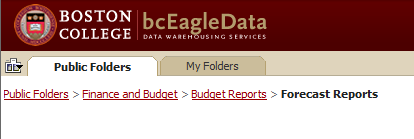 BOSTON COLLEGE
bcEagleData
DATA WAREHOUSING SERVICES
Public Folders My Folders
Public Folders > Finance and Budget > Budget Reports > Forecast Reports